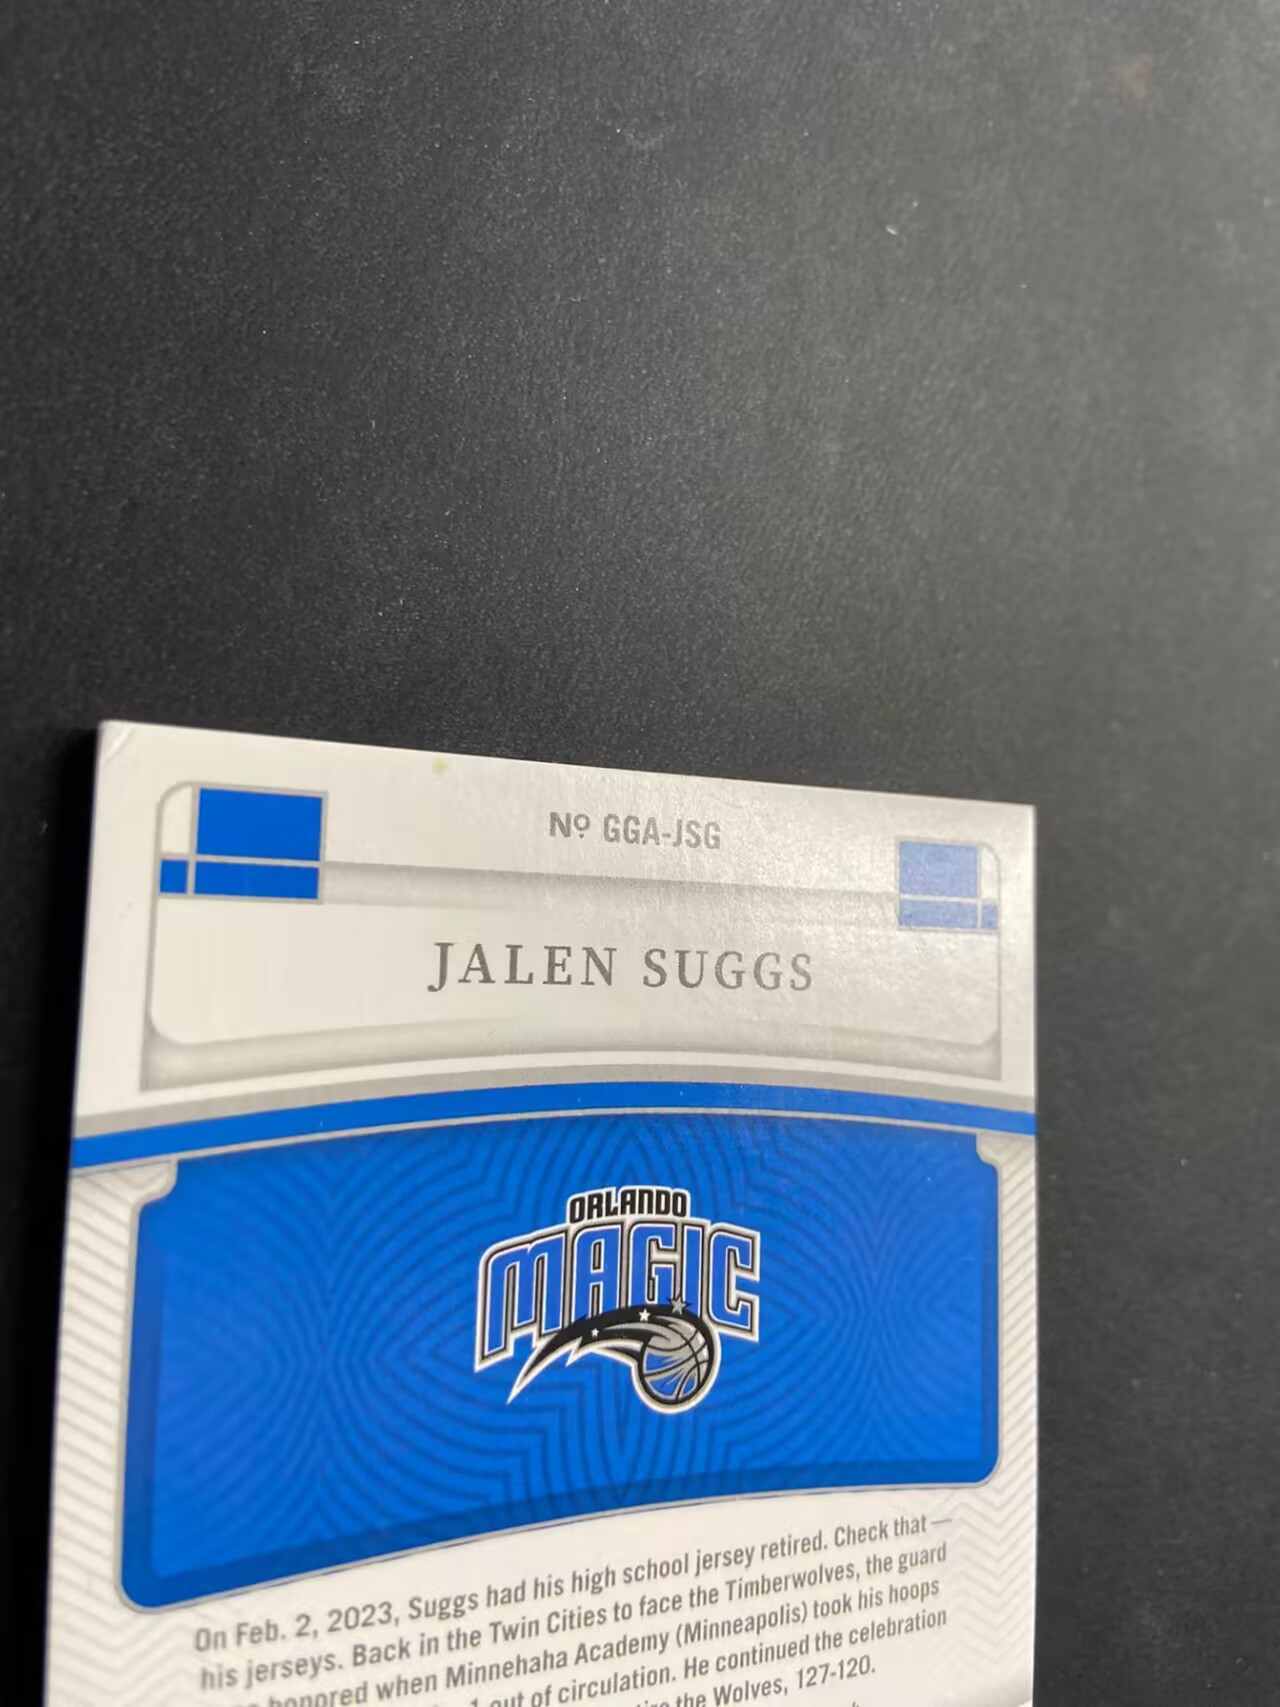 Nº GGA-JSG
JALEN SUGGS
ORLANDO
MAGIC
On Feb. 2, 2023, Suggs had his high school jersey retired. Check that —
his jerseys. Back in the Twin Cities to face the Timberwolves, the guard
honored when Minnehaha Academy (Minneapolis) took his hoops
out of circulation. He continued the celebration
the Wolves, 127-120.